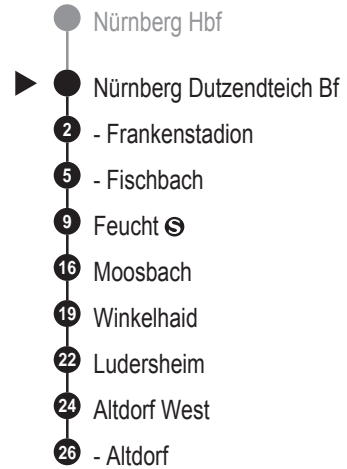 Nürnberg Hbf
Nürnberg Dutzendteich Bf
2 - Frankenstadion
5 - Fischbach
9 Feucht S
16 Moosbach
19 Winkelhaid
22 Ludersheim
24 Altdorf West
26 - Altdorf